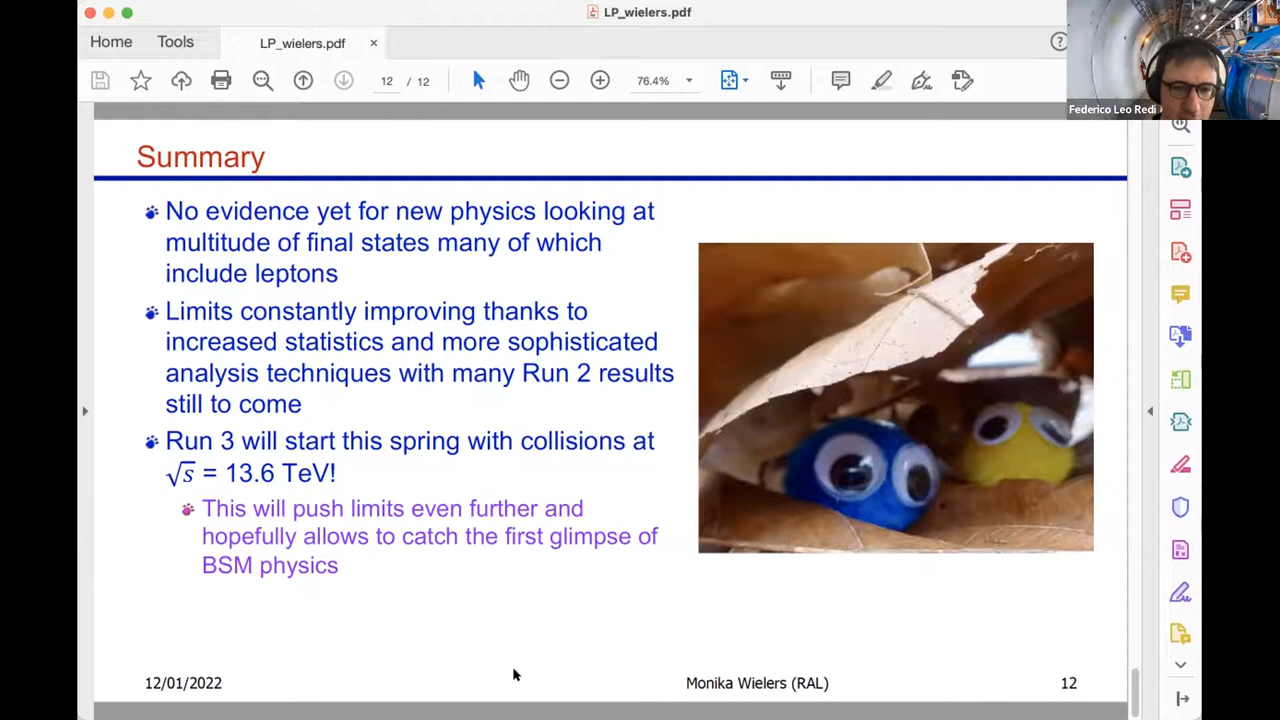 LP_wielers.pdf
Home
Tools
LP_wielers.pdf
12 / 12
76.4%
Federico Leo Redi
Summary
No evidence yet for new physics looking at
multitude of final states many of which
include leptons
Limits constantly improving thanks to
increased statistics and more sophisticated
analysis techniques with many Run 2 results
still to come
Run 3 will start this spring with collisions at
√s = 13.6 TeV!
This will push limits even further and
hopefully allows to catch the first glimpse of
BSM physics
12/01/2022
Monika Wielers (RAL)
12